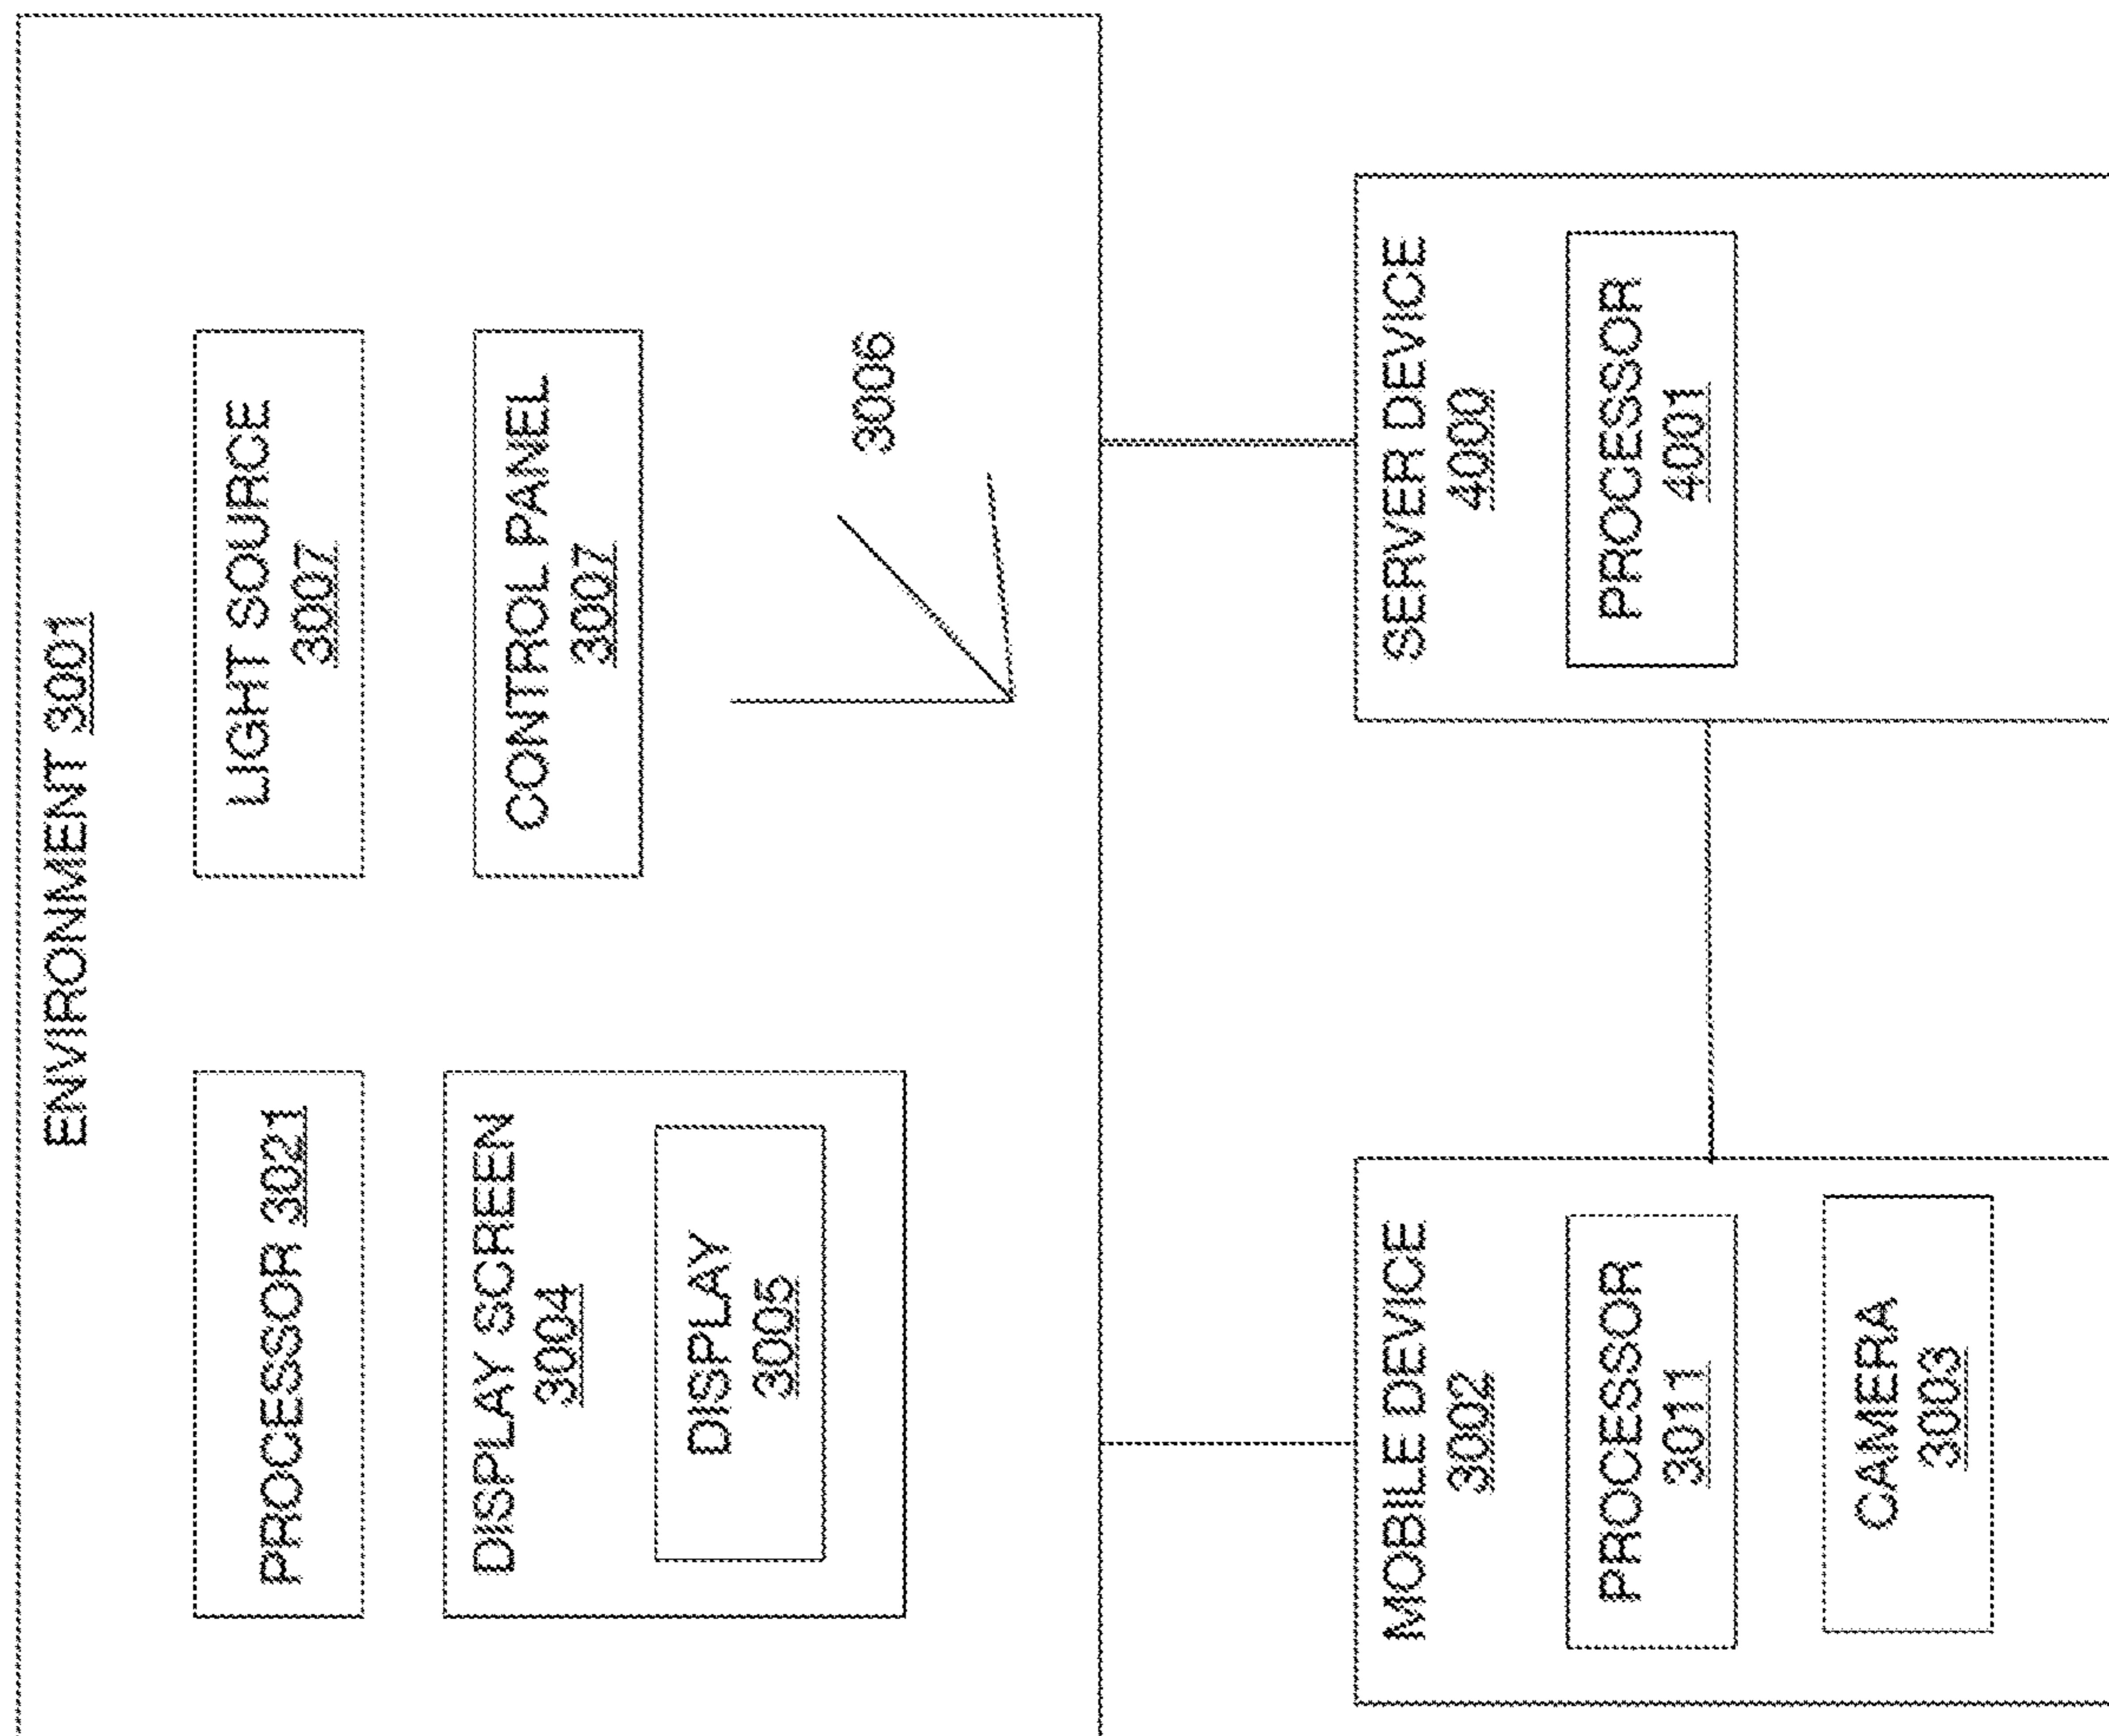 ENVIRONMENT 3001
PROCESSOR 3021
LIGHT SOURCE
3007
DISPLAY SCREEN
3004
DISPLAY
3005
CONTROL PANEL
3007
3006
MOBILE DEVICE
3002
PROCESSOR
3011
CAMERA
3003
SERVER DEVICE
4000
PROCESSOR
4001